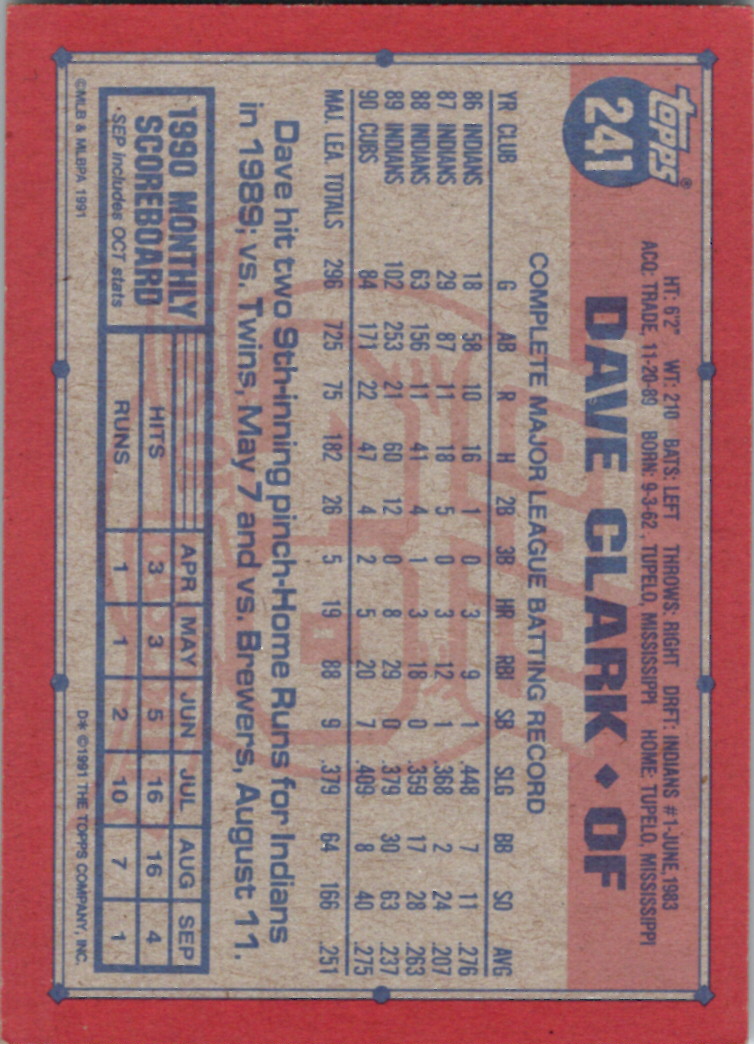 topps®
241
HT: 6'2" WT: 210 BATS: LEFT THROWS: RIGHT DRFT: INDIANS #1-JUNE, 1983
ACQ: TRADE, 11-20-89 BORN: 9-3-62, TUPELO, MISSISSIPPI HOME: TUPELO, MISSISSIPPI
DAVE CLARK ◆ OF
COMPLETE MAJOR LEAGUE BATTING RECORD
YR CLUB G AB R H 2B 3B HR RBI SB SLG BB SO AVG
86 INDIANS 18 58 10 16 1 0 3 9 1 .448 7 11 .276
87 INDIANS 29 87 11 18 5 0 3 12 1 .368 2 24 .207
88 INDIANS 63 156 11 41 4 1 3 18 0 .359 17 28 .263
89 INDIANS 102 253 21 60 12 0 8 29 0 .379 30 63 .237
90 CUBS 84 171 22 47 4 2 5 20 7 .409 8 40 .275
MAJ. LEA. TOTALS 296 725 75 182 26 5 19 88 9 .379 64 166 .251
Dave hit two 9th-inning pinch-Home Runs for Indians
in 1989; vs. Twins, May 7 and vs. Brewers, August 11.
1990 MONTHLY
SCOREBOARD
·SEP includes OCT stats
APR MAY JUN JUL AUG SEP
HITS 3 3 5 16 16 4
RUNS 1 1 2 10 7 1
©MLB & MLBPA 1991
D* ©1991 THE TOPPS COMPANY, INC.